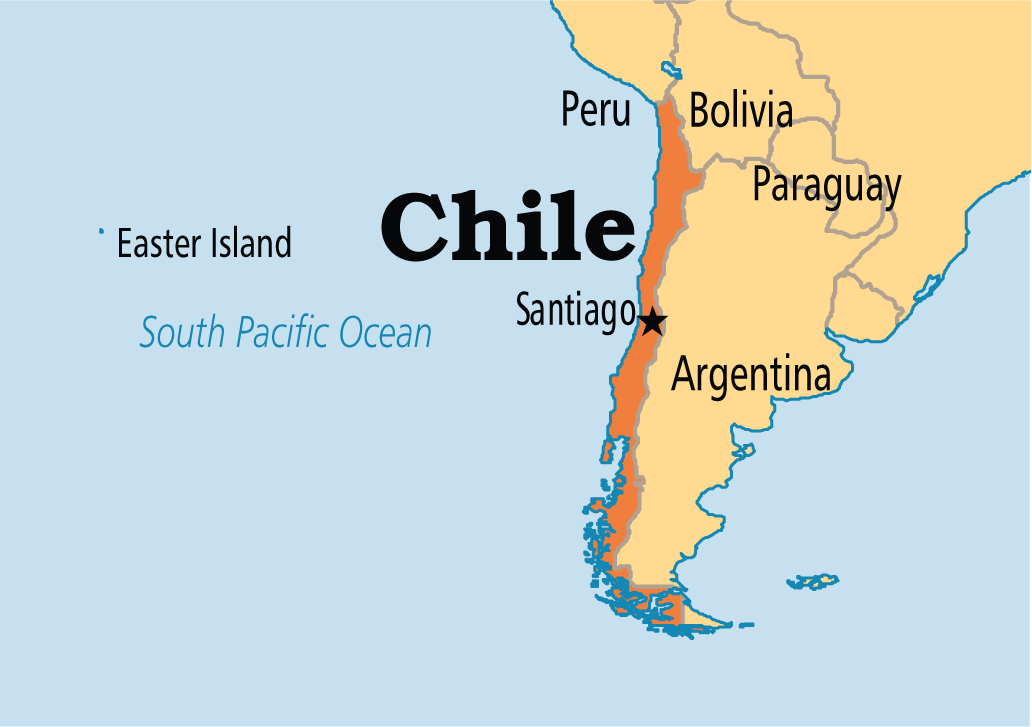 Peru
Bolivia
Paraguay
Chile
Easter Island
Santiago
South Pacific Ocean
Argentina